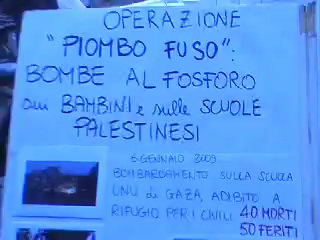 OPERAZIONE
"PIOMBO FUSO":
BOMBE AL FOSFORO
sui BAMBINI e sulle SCUOLE
PALESTINESI
6 GENNAIO 2009
BOMBARDAMENTO SULLA SCUOLA
UNU di GAZA, ADIBITO A
RIFUGIO PER I CIVILI 40 MORTI
50 FERITI